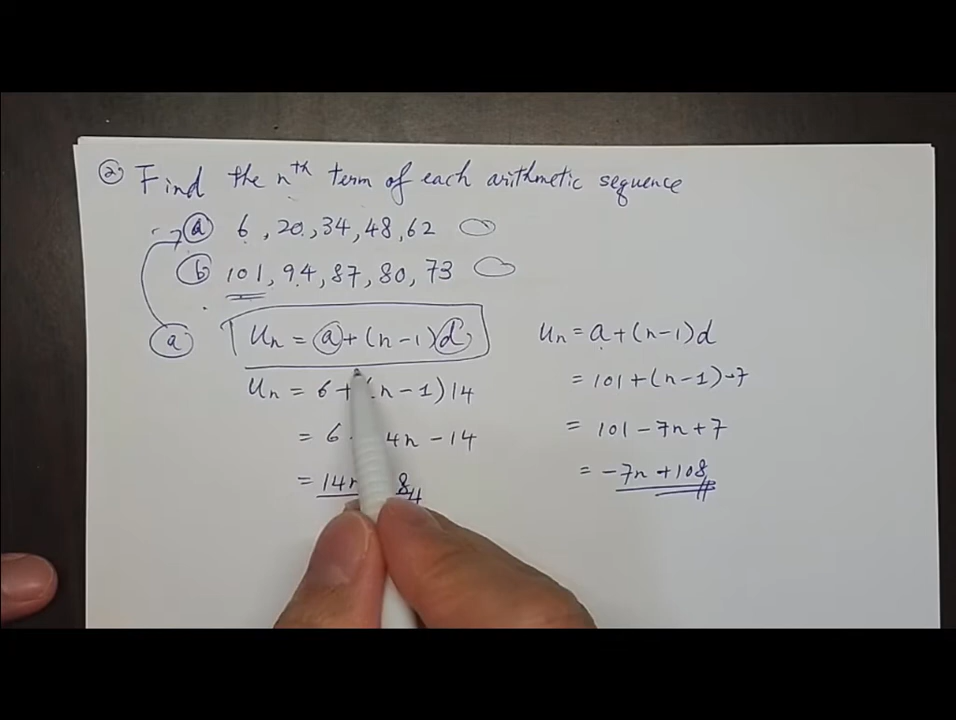 ② Find the nth term of each arithmetic sequence
ⓐ 6, 20, 34, 48, 62
ⓑ 101, 94, 87, 80, 73
ⓐ Un = a + (n-1)d
Un = 6 + (n-1)14
= 6 4n - 14
= 14n 8
Un = a + (n-1)d
= 101 + (n-1)-7
= 101 - 7n + 7
= -7n + 108